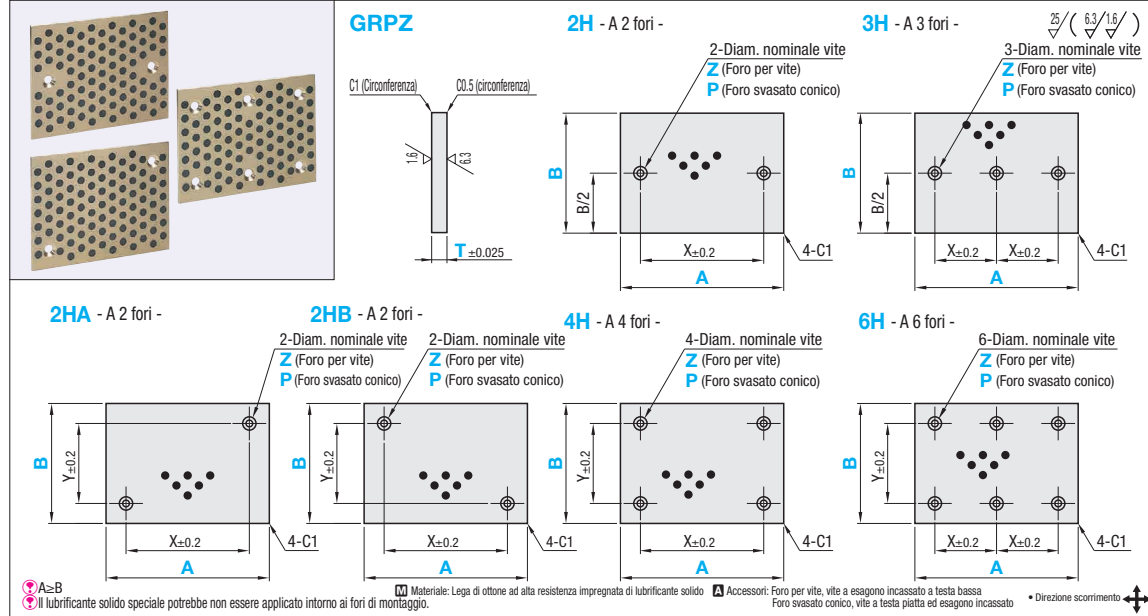 GRPZ
C1 (Circonferenza)
C0.5 (circonferenza)
1.6
6.3
T ±0.025
2H - A 2 fori -
2-Diam. nominale vite
Z (Foro per vite)
P (Foro svasato conico)
B
B/2
X±0.2
A
4-C1
3H - A 3 fori -
25 ( 6.3 1.6 )
3-Diam. nominale vite
Z (Foro per vite)
P (Foro svasato conico)
B
B/2
X±0.2 X±0.2
A
4-C1
2HA - A 2 fori -
2-Diam. nominale vite
Z (Foro per vite)
P (Foro svasato conico)
B
Y±0.2
X±0.2
A
4-C1
2HB - A 2 fori -
2-Diam. nominale vite
Z (Foro per vite)
P (Foro svasato conico)
B
Y±0.2
X±0.2
A
4-C1
4H - A 4 fori -
4-Diam. nominale vite
Z (Foro per vite)
P (Foro svasato conico)
B
Y±0.2
X±0.2
A
4-C1
6H - A 6 fori -
6-Diam. nominale vite
Z (Foro per vite)
P (Foro svasato conico)
B
Y±0.2
X±0.2 X±0.2
A
4-C1
A≥B
Il lubrificante solido speciale potrebbe non essere applicato intorno ai fori di montaggio.
M Materiale: Lega di ottone ad alta resistenza impregnata di lubrificante solido
A Accessori: Foro per vite, vite a esagono incassato a testa bassa
Foro svasato conico, vite a testa piatta ed esagono incassato
• Direzione scorrimento